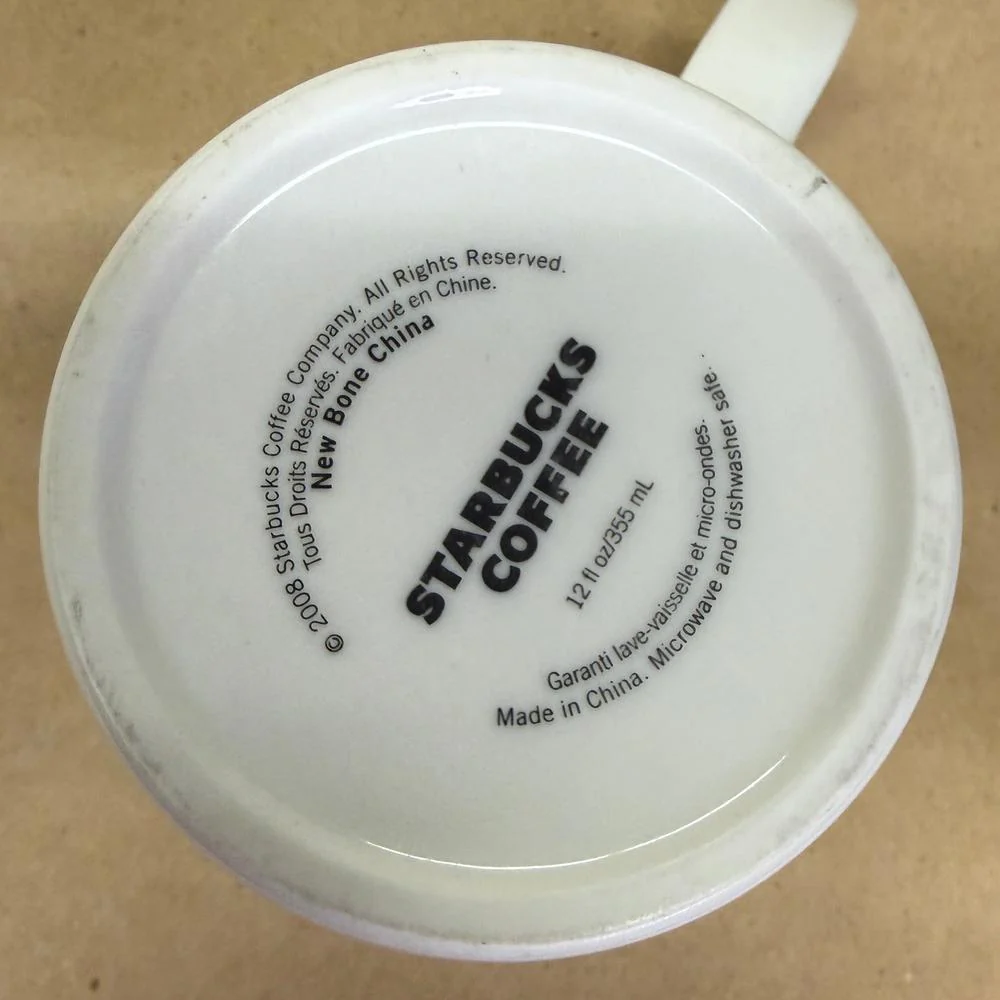 © 2008 Starbucks Coffee Company. All Rights Reserved.
Tous Droits Réservés. Fabriqué en Chine.
New Bone China
STARBUCKS
COFFEE
12 fl oz/355 mL
Garanti lave-vaisselle et micro-ondes.
Made in China. Microwave and dishwasher safe.